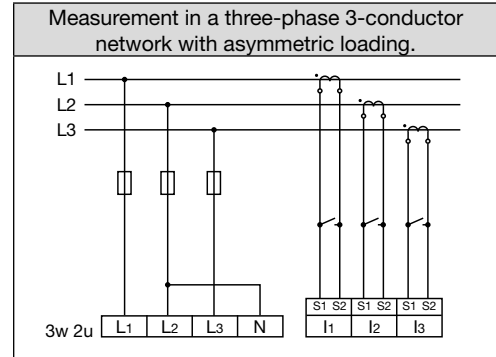 Measurement in a three-phase 3-conductor
network with asymmetric loading.
L1
L2
L3
S1 S2 S1 S2 S1 S2
3w 2u L1 L2 L3 N I1 I2 I3